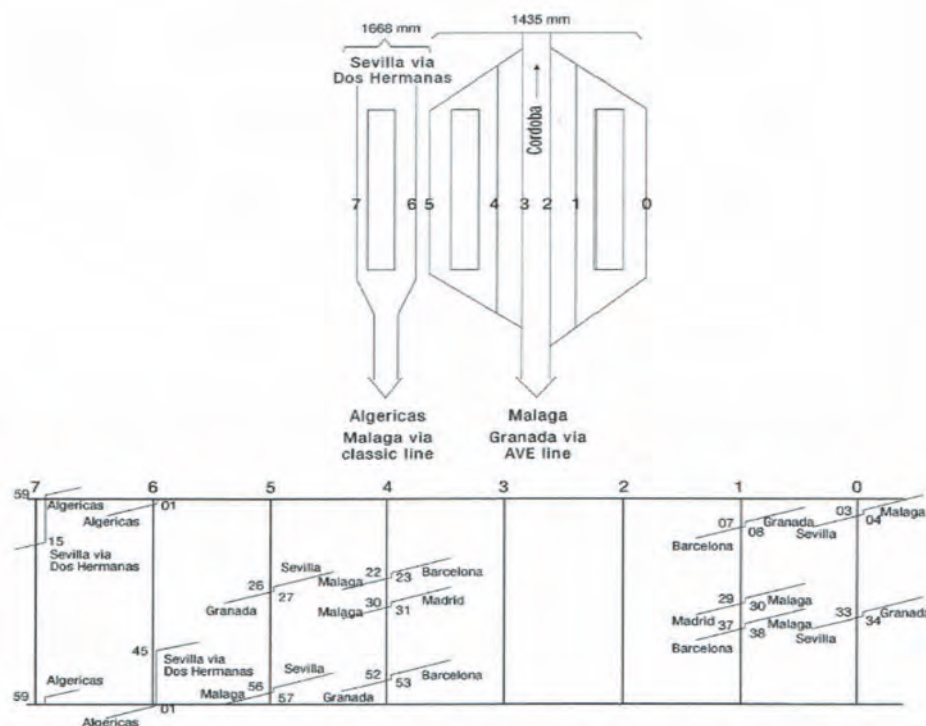 1668 mm
1435 mm
Sevilla via
Dos Hermanas
Cordoba
7 6 5 4 3 2 1 0
Algericas
Malaga via
classic line
Malaga
Granada via
AVE line
7 6 5 4 3 2 1 0
59
Algericas
Algericas
01
15
Sevilla via
Dos Hermanas
26
Sevilla
Granada
27
22
Barcelona
Malaga
23
30
Madrid
Malaga
31
07
Granada
Barcelona
08
03
Malaga
Sevilla
04
29
Malaga
Madrid
30
37
Malaga
Barcelona
38
33
Granada
Sevilla
34
45
Sevilla via
Dos Hermanas
59
Algericas
Algericas
01
56
Sevilla
Malaga
57
52
Barcelona
Granada
53